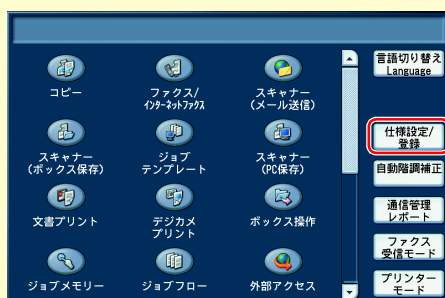 言語切り替え
Language
コピー
ファクス/
インターネットファクス
スキャナー
(メール送信)
仕様設定/
登録
スキャナー
(ボックス保存)
ジョブ
テンプレート
スキャナー
(PC保存)
自動階調補正
文書プリント
デジカメ
プリント
ボックス操作
通信管理
レポート
ファクス
受信モード
ジョブメモリー
ジョブフロー
外部アクセス
プリンター
モード